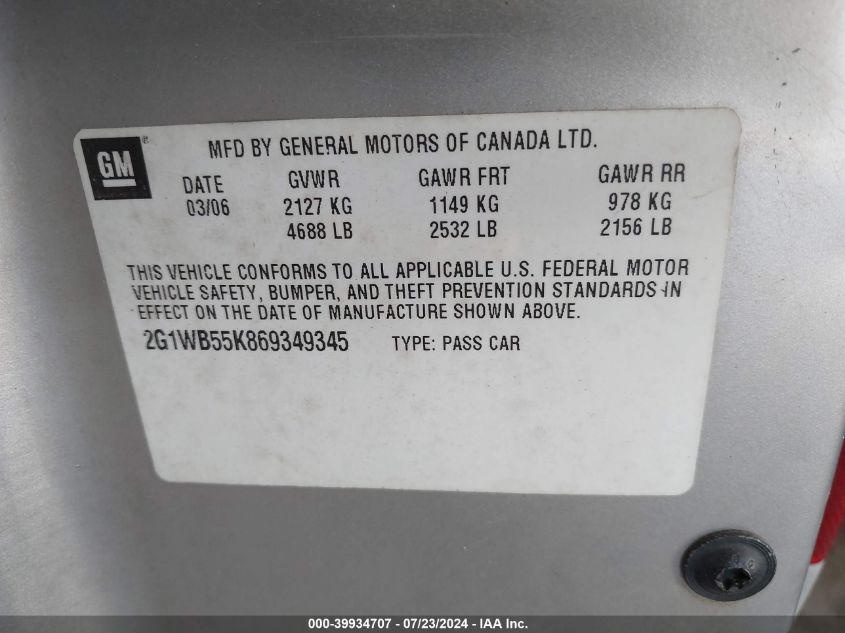 GM ®
MFD BY GENERAL MOTORS OF CANADA LTD.
DATE GVWR GAWR FRT GAWR RR
03/06 2127 KG 1149 KG 978 KG
4688 LB 2532 LB 2156 LB
THIS VEHICLE CONFORMS TO ALL APPLICABLE U.S. FEDERAL MOTOR
VEHICLE SAFETY, BUMPER, AND THEFT PREVENTION STANDARDS IN
EFFECT ON THE DATE OF MANUFACTURE SHOWN ABOVE.
2G1WB55K869349345 TYPE: PASS CAR
000-39934707 - 07/23/2024 - IAA Inc.